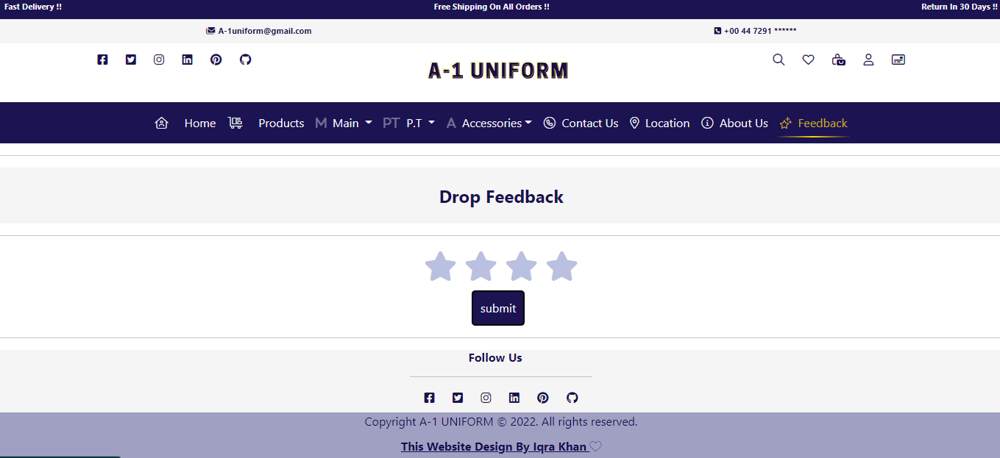 Fast Delivery !! Free Shipping On All Orders !! Return In 30 Days !!
A-1uniform@gmail.com +00 44 7291 ******
A-1 UNIFORM
Home Products M Main PT P.T A Accessories Contact Us Location About Us Feedback
Drop Feedback
submit
Follow Us
Copyright A-1 UNIFORM © 2022. All rights reserved.
This Website Design By Iqra Khan